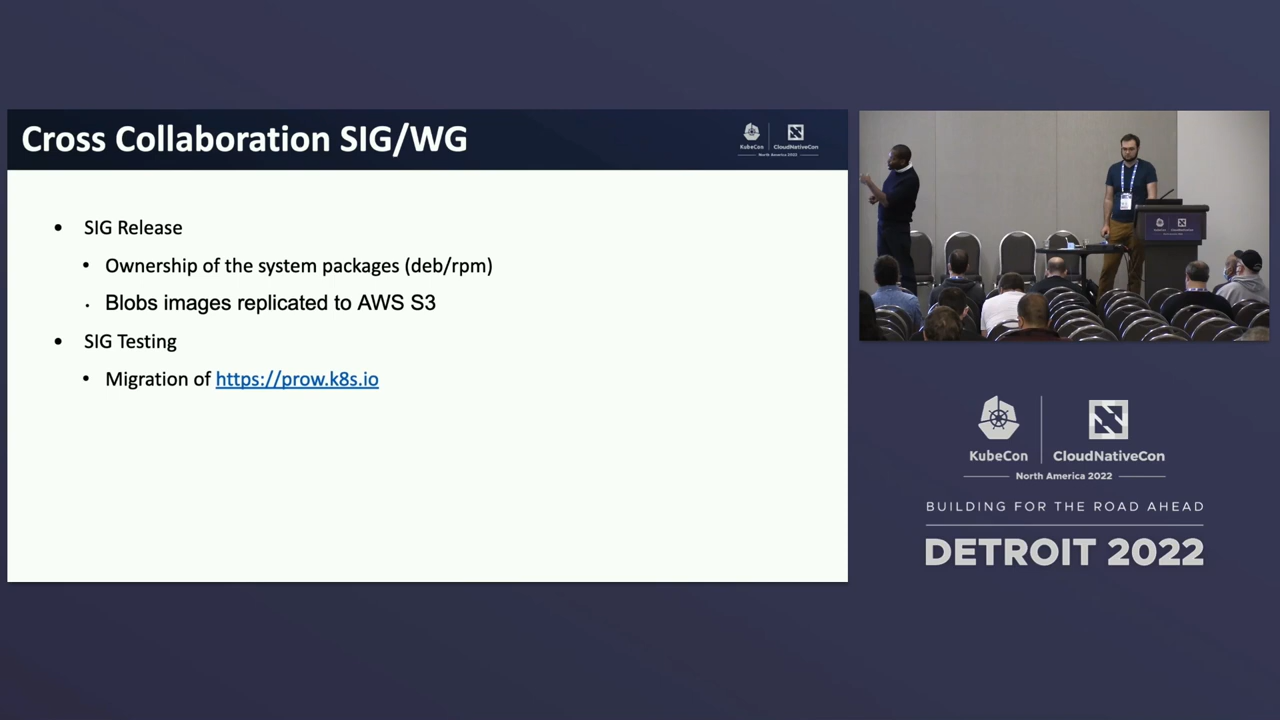 Cross Collaboration SIG/WG
KubeCon
CloudNativeCon
North America 2022
• SIG Release
• Ownership of the system packages (deb/rpm)
• Blobs images replicated to AWS S3
• SIG Testing
• Migration of https://prow.k8s.io
KubeCon
CloudNativeCon
North America 2022
BUILDING FOR THE ROAD AHEAD
DETROIT 2022